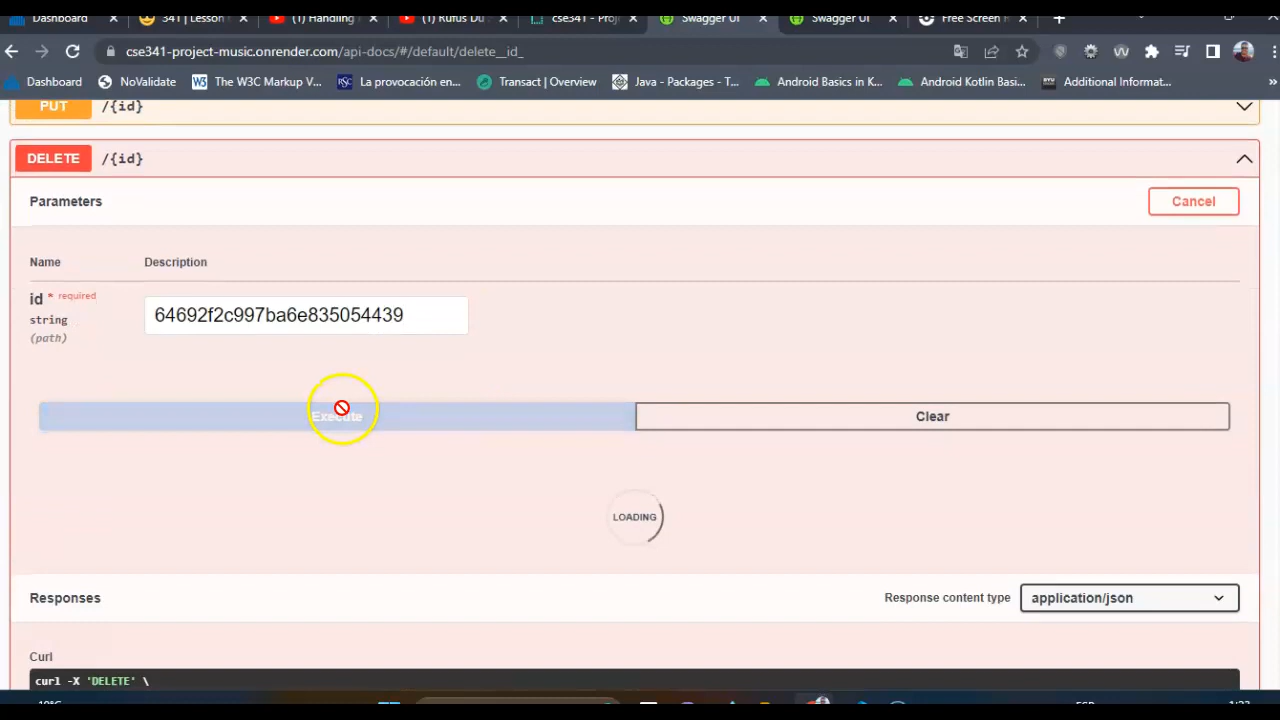 Dashboard 341 | Lesson (1) Handling (1) Rufus Du cse341 - Proj Swagger UI Swagger UI Free Screen R
cse341-project-music.onrender.com/api-docs/#/default/delete__id_
Dashboard NoValidate The W3C Markup V... La provocación en... Transact | Overview Java - Packages - T... Android Basics in K... Android Kotlin Basi... Additional Informat... »
PUT /{id}
DELETE /{id}
Parameters Cancel
Name Description
id * required 64692f2c997ba6e835054439
string
(path)
Execute Clear
LOADING
Responses Response content type application/json
Curl
curl -X 'DELETE' \